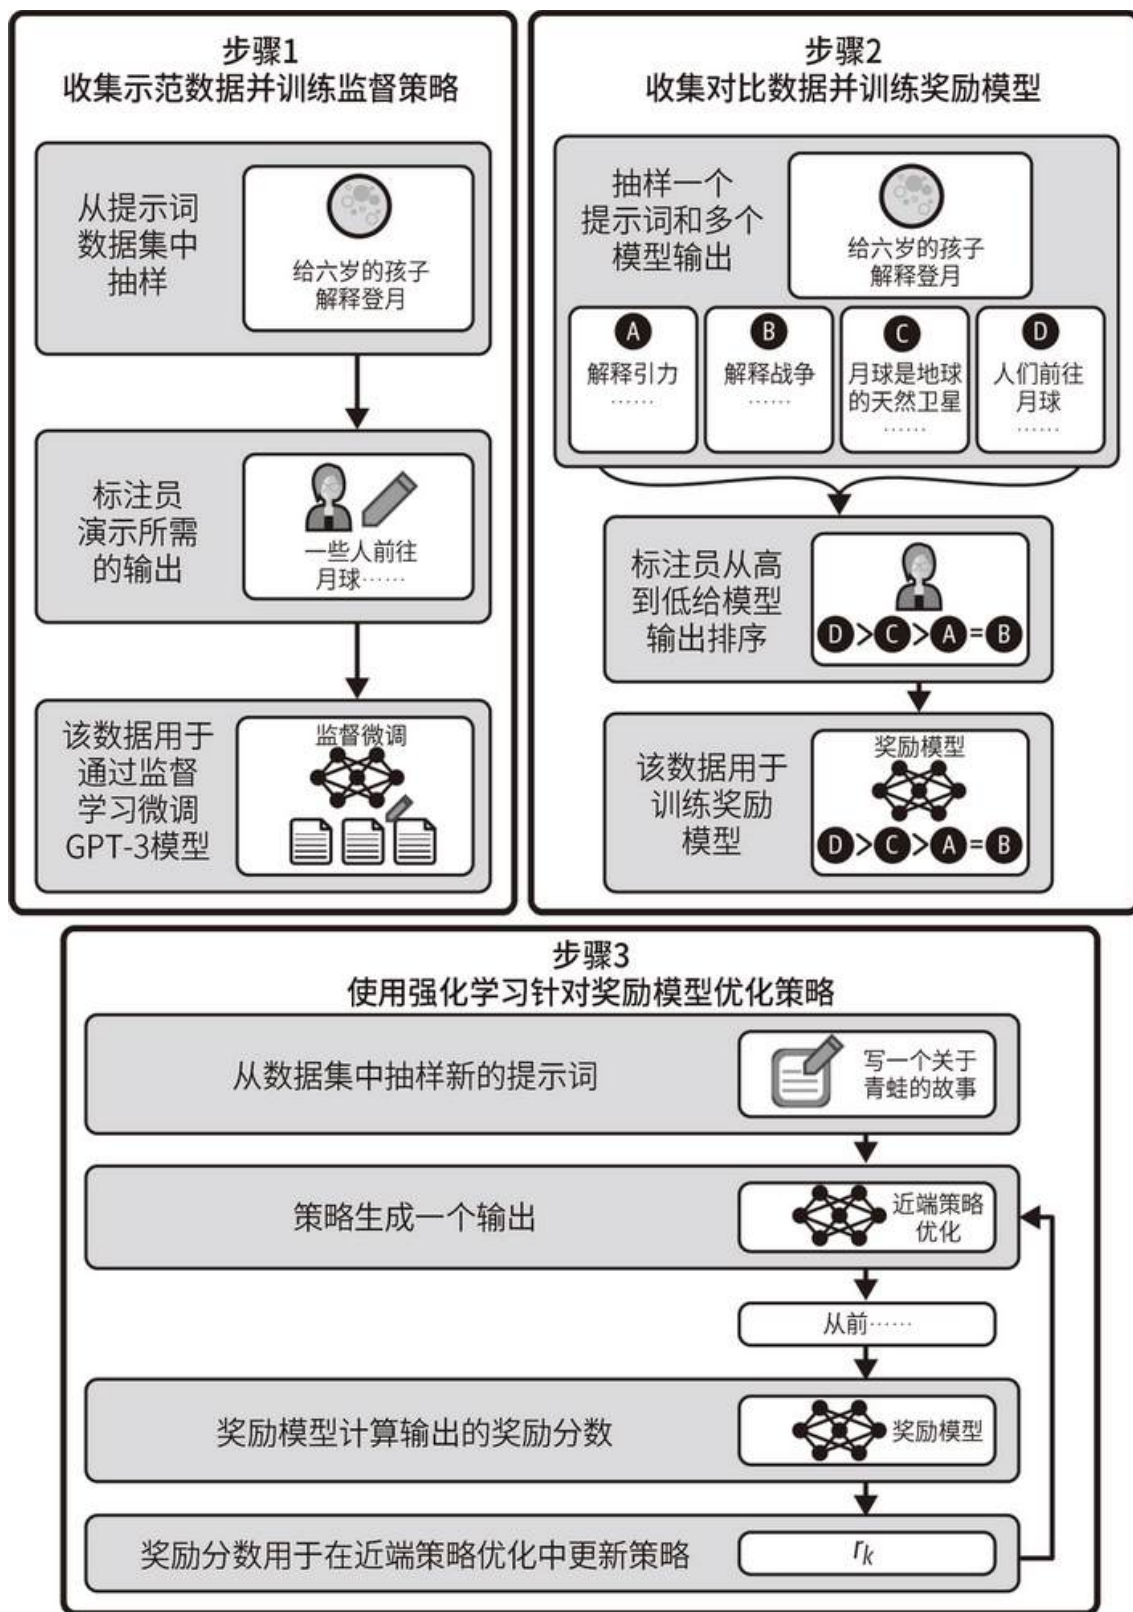 步骤1
收集示范数据并训练监督策略
从提示词
数据集中
抽样
给六岁的孩子
解释登月
标注员
演示所需
的输出
一些人前往
月球……
该数据用于
通过监督
学习微调
GPT-3模型
监督微调
步骤2
收集对比数据并训练奖励模型
抽样一个
提示词和多个
模型输出
给六岁的孩子
解释登月
A
解释引力
……
B
解释战争
……
C
月球是地球
的天然卫星
……
D
人们前往
月球
……
标注员从高
到低给模型
输出排序
D>C>A=B
该数据用于
训练奖励
模型
奖励模型
D>C>A=B
步骤3
使用强化学习针对奖励模型优化策略
从数据集中抽样新的提示词
写一个关于
青蛙的故事
策略生成一个输出
近端策略
优化
从前……
奖励模型计算输出的奖励分数
奖励模型
奖励分数用于在近端策略优化中更新策略
rk